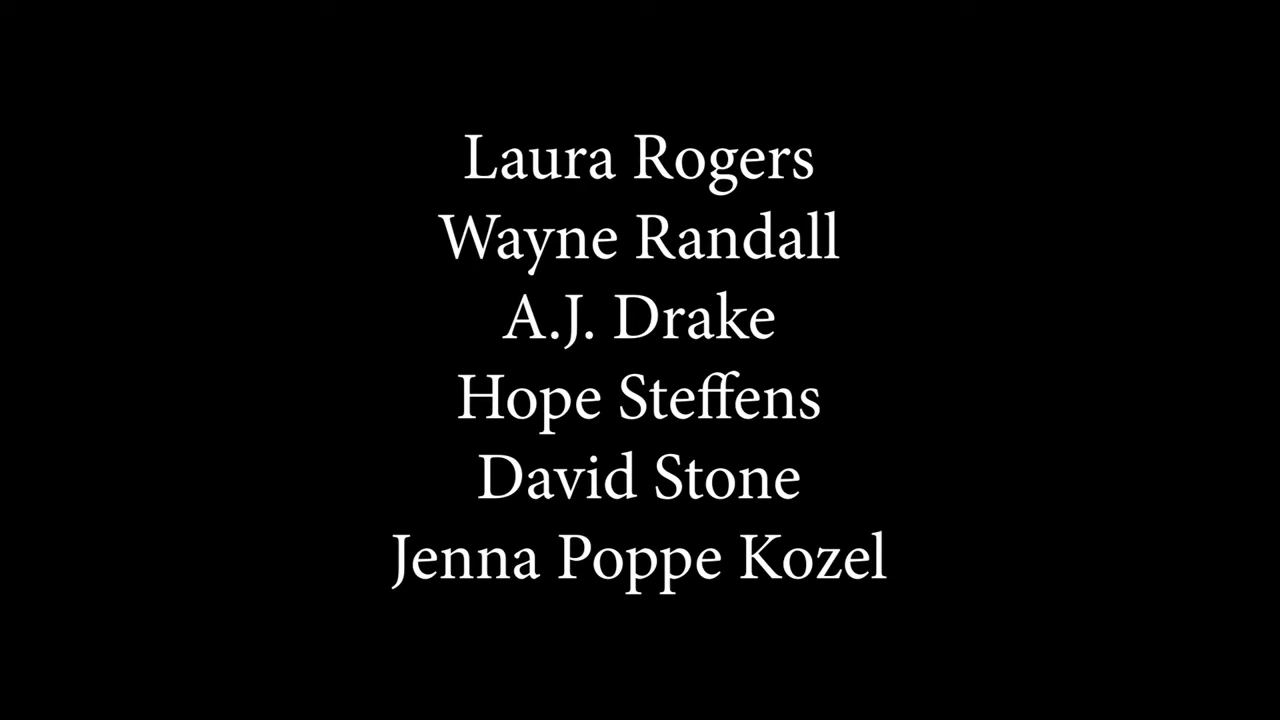 Laura Rogers
Wayne Randall
A.J. Drake
Hope Steffens
David Stone
Jenna Poppe Kozel